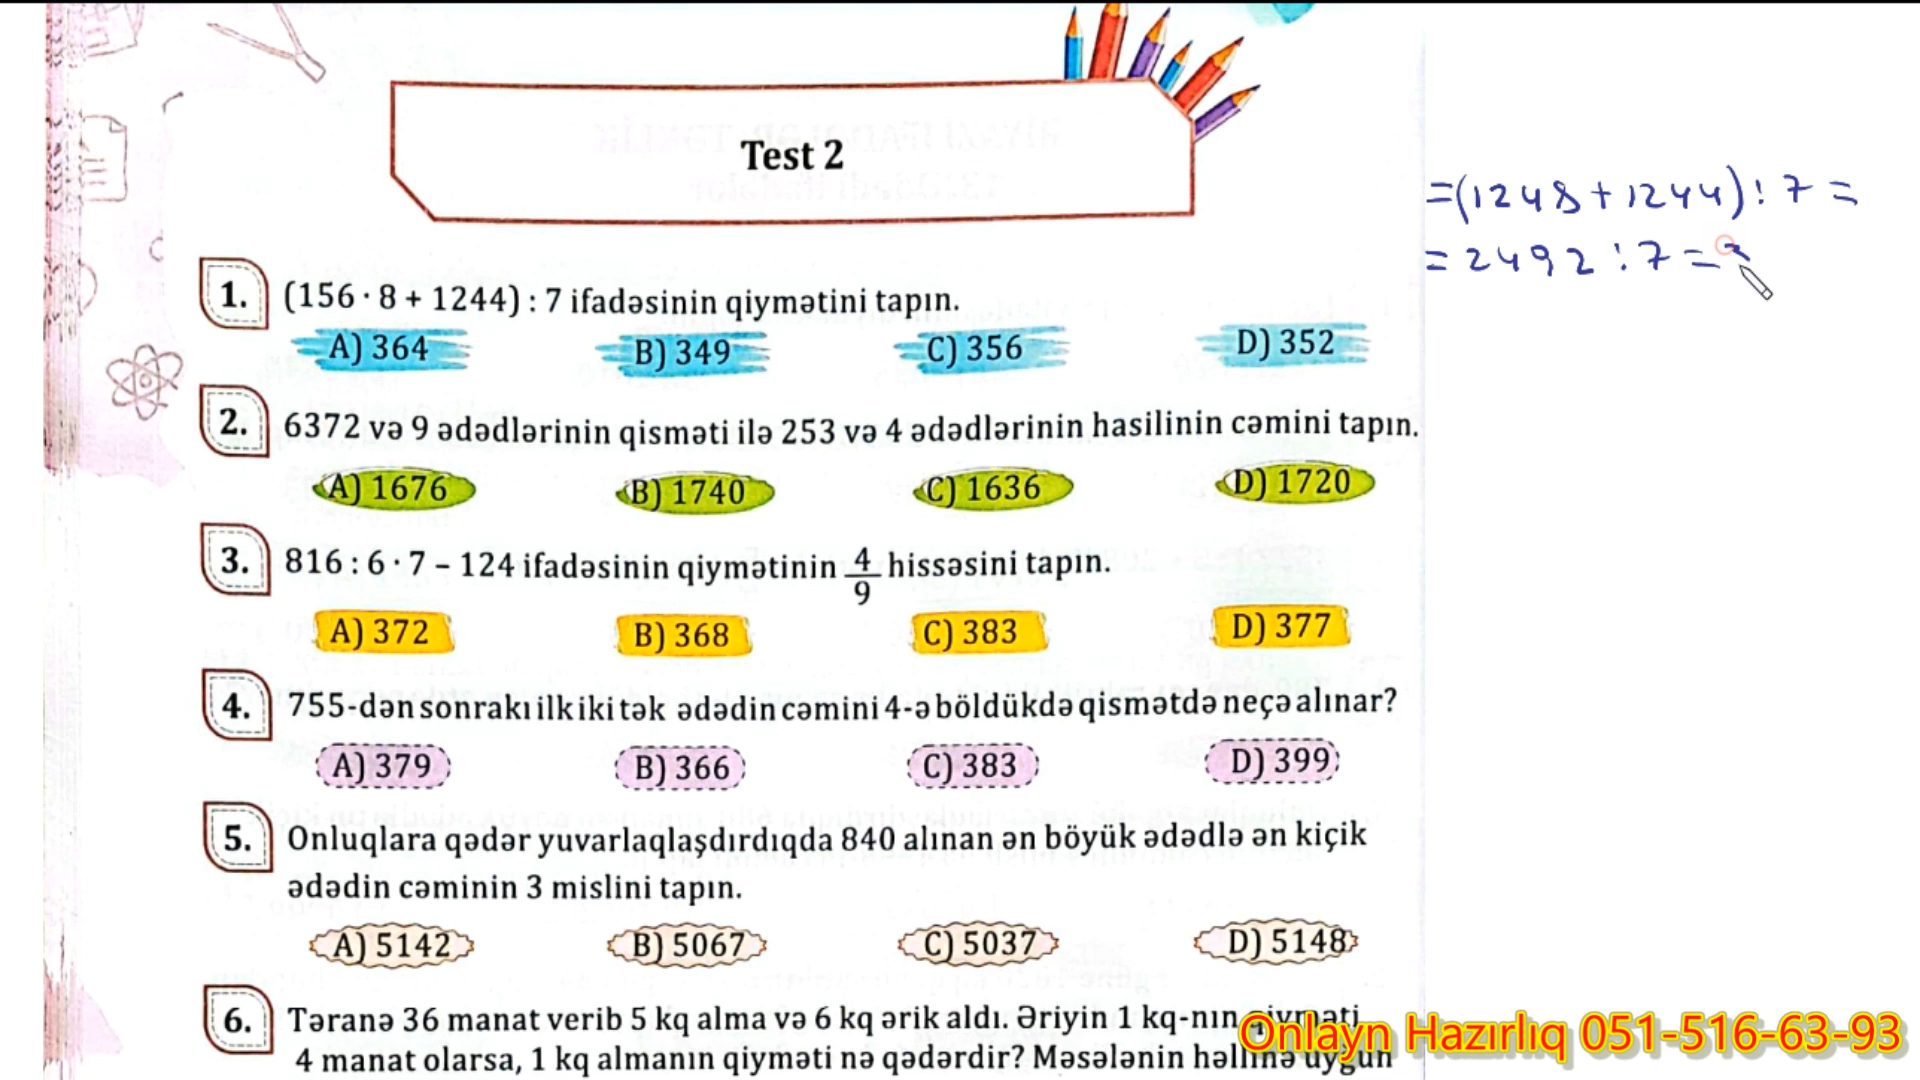 Test 2
=(1248+1244):7=
=2492:7=3
1. (156 · 8 + 1244) : 7 ifadəsinin qiymətini tapın.
A) 364 B) 349 C) 356 D) 352
2. 6372 və 9 ədədlərinin qisməti ilə 253 və 4 ədədlərinin hasilinin cəmini tapın.
A) 1676 B) 1740 C) 1636 D) 1720
3. 816 : 6 · 7 – 124 ifadəsinin qiymətinin 4/9 hissəsini tapın.
A) 372 B) 368 C) 383 D) 377
4. 755-dən sonrakı ilk iki tək ədədin cəmini 4-ə böldükdə qismətdə neçə alınar?
A) 379 B) 366 C) 383 D) 399
5. Onluqlara qədər yuvarlaqlaşdırdıqda 840 alınan ən böyük ədədlə ən kiçik
ədədin cəminin 3 mislini tapın.
A) 5142 B) 5067 C) 5037 D) 5148
6. Təranə 36 manat verib 5 kq alma və 6 kq ərik aldı. Əriyin 1 kq-nın qiyməti
4 manat olarsa, 1 kq almanın qiyməti nə qədərdir? Məsələnin həllinə uyğun
Onlayn Hazırlıq 051-516-63-93